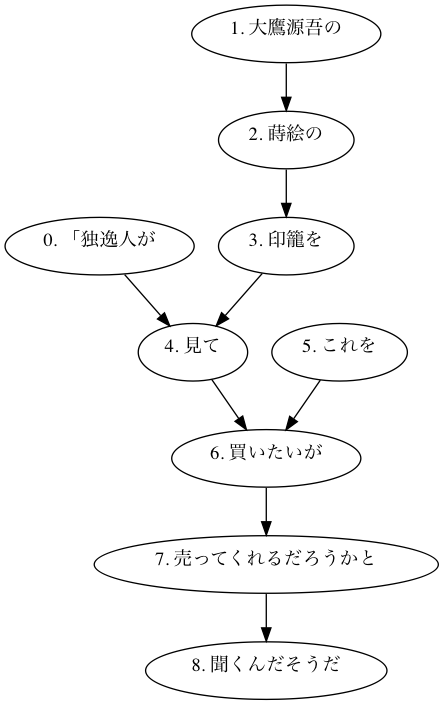 1. 大鷹源吾の
2. 蒔絵の
0. 「独逸人が
3. 印籠を
4. 見て
5. これを
6. 買いたいが
7. 売ってくれるだろうかと
8. 聞くんだそうだ